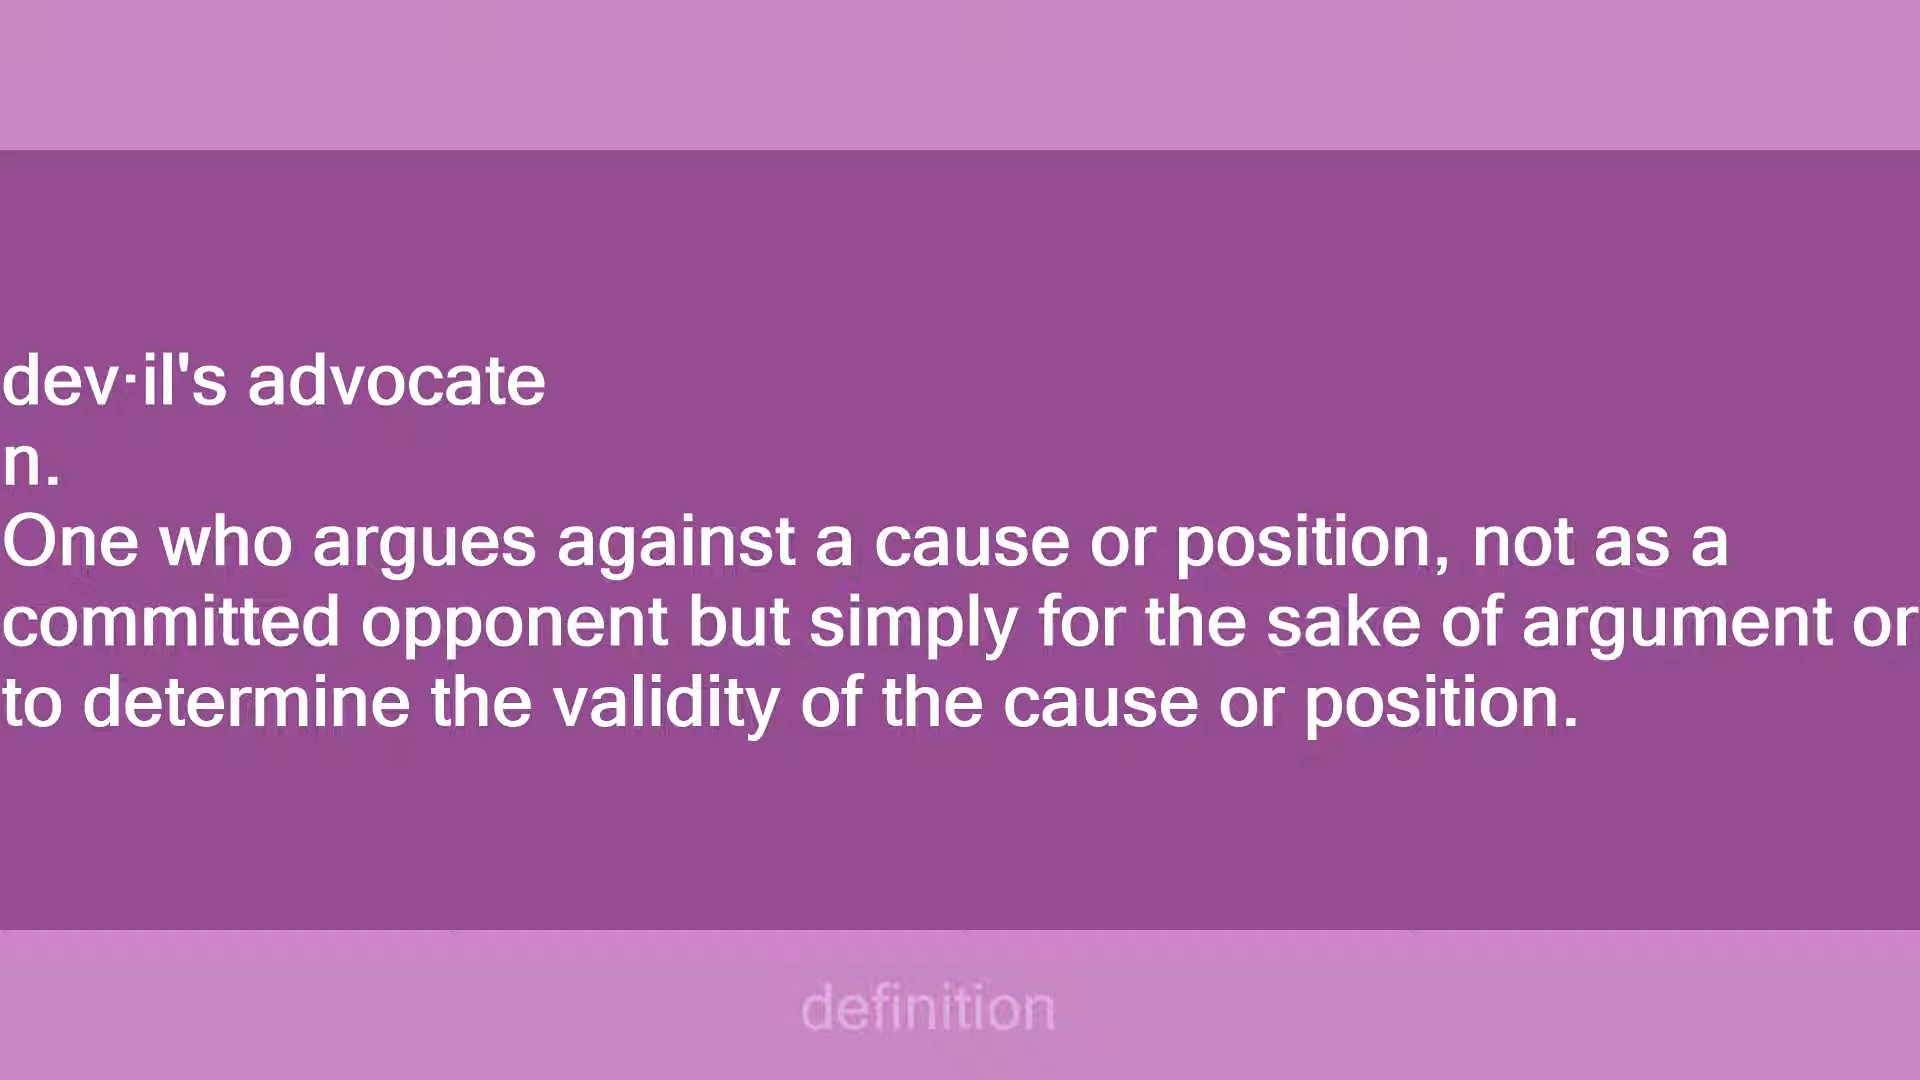 dev·il's advocate
n.
One who argues against a cause or position, not as a
committed opponent but simply for the sake of argument or
to determine the validity of the cause or position.
definition